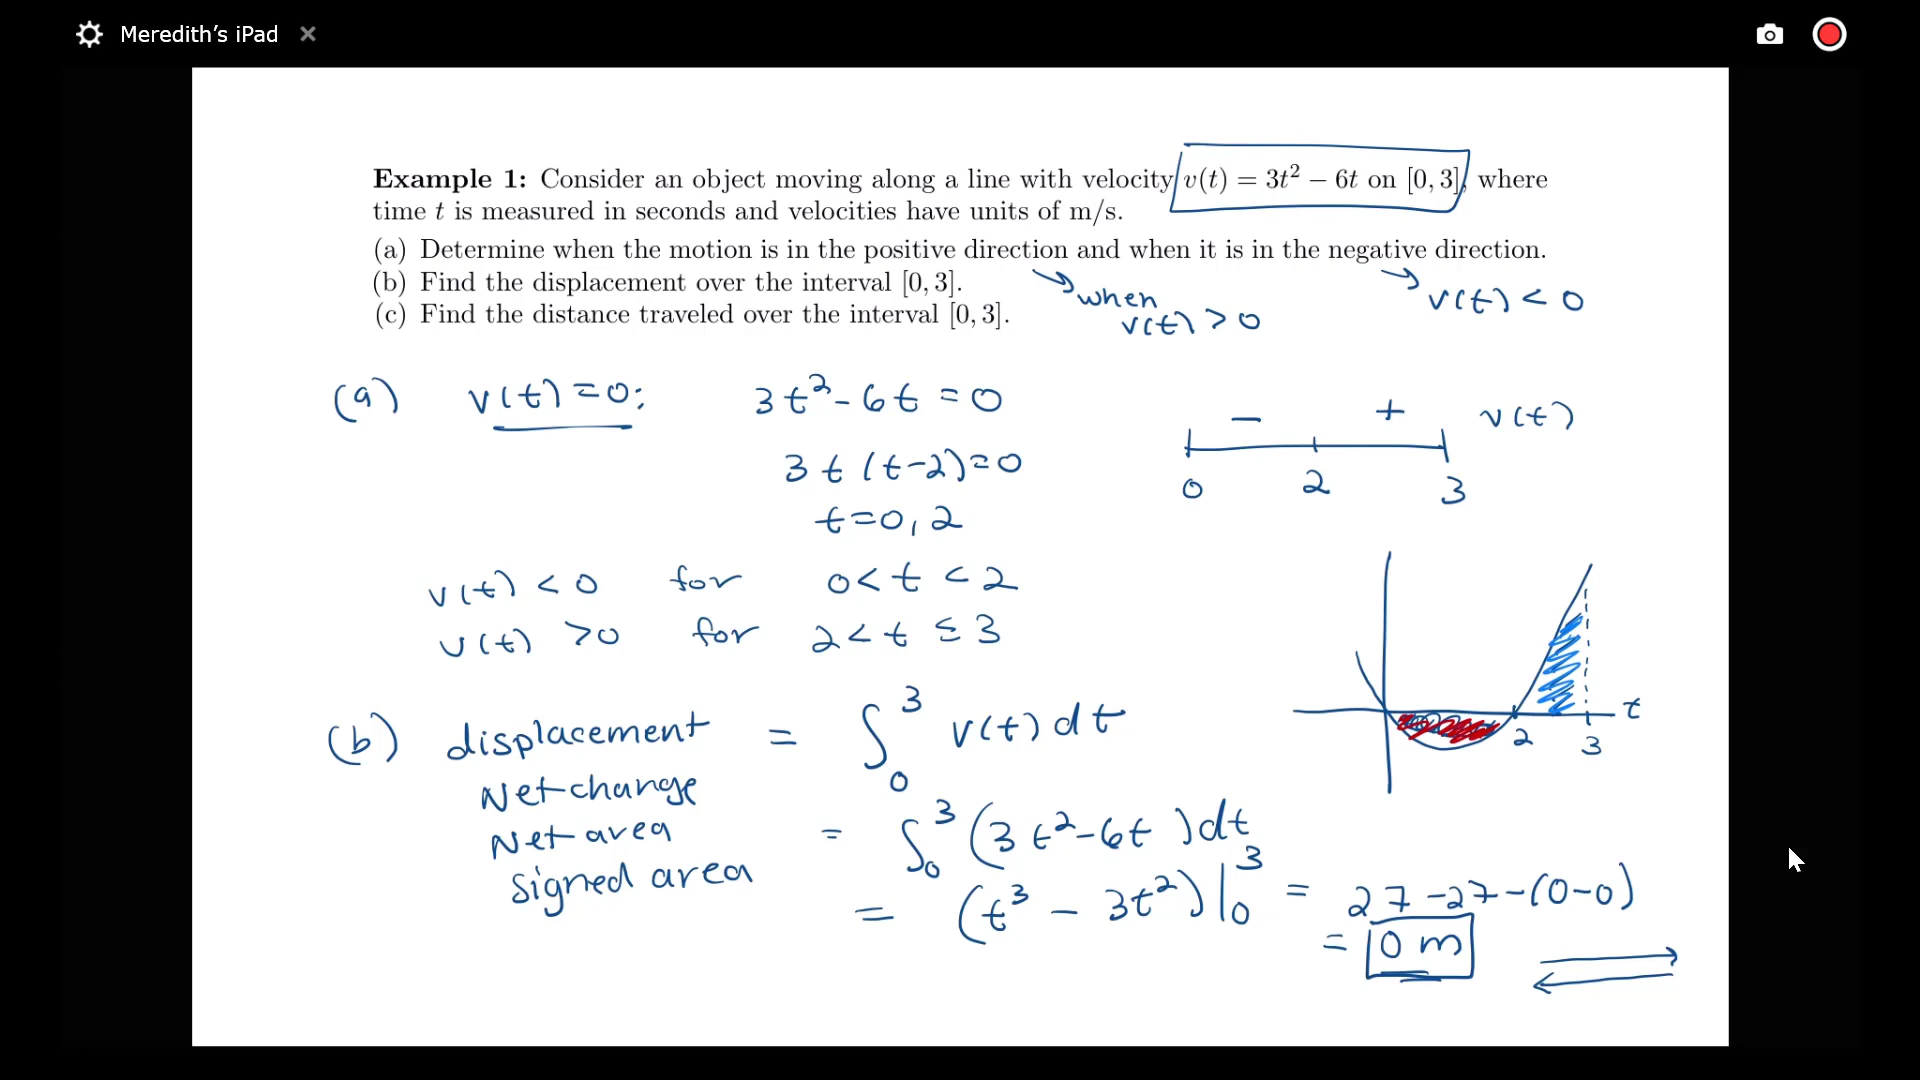 Meredith's iPad
Example 1: Consider an object moving along a line with velocity v(t) = 3t² − 6t on [0, 3], where
time t is measured in seconds and velocities have units of m/s.
(a) Determine when the motion is in the positive direction and when it is in the negative direction.
(b) Find the displacement over the interval [0, 3].
(c) Find the distance traveled over the interval [0, 3].
when
v(t) > 0
v(t) < 0
(a) v(t) = 0: 3t² - 6t = 0
3t(t-2) = 0
t = 0, 2
− + v(t)
0 2 3
v(t) < 0 for 0 < t < 2
v(t) > 0 for 2 < t ≤ 3
t
2 3
(b) displacement = ∫₀³ v(t) dt
Net change
Net area
signed area
= ∫₀³ (3t² - 6t) dt
= (t³ − 3t²)|₀³ = 27 - 27 - (0 - 0)
= 0 m